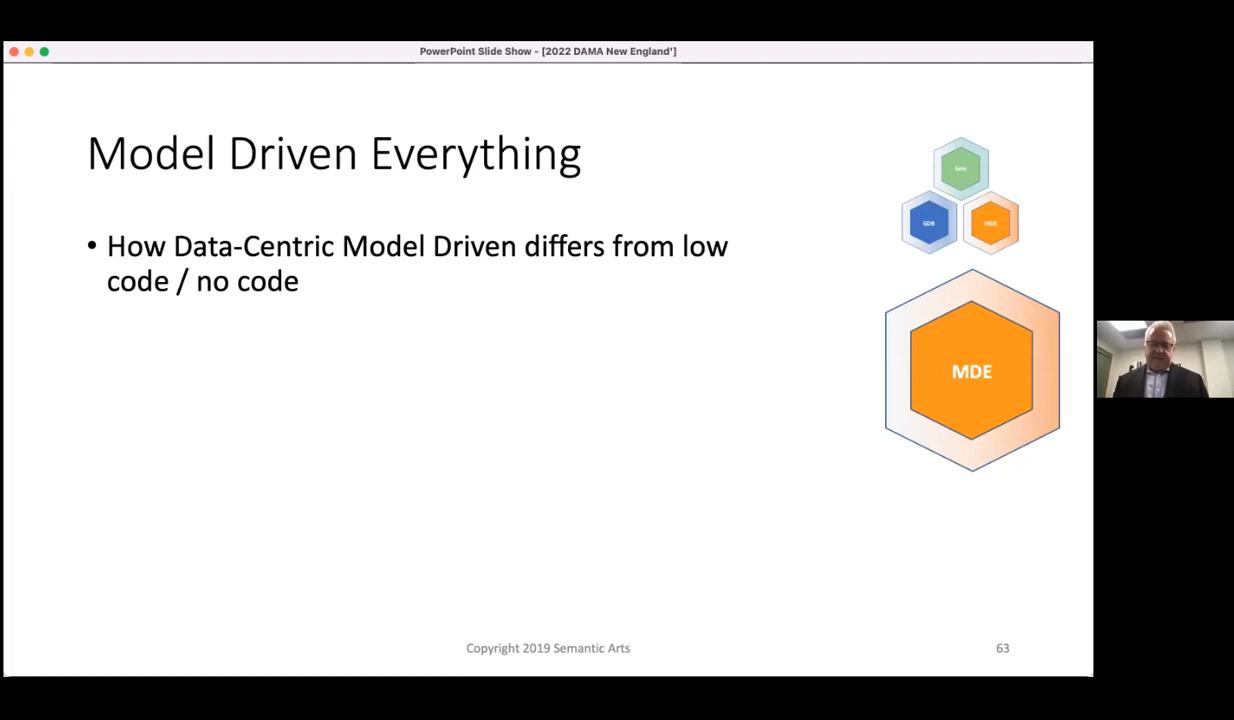 PowerPoint Slide Show - [2022 DAMA New England']
Model Driven Everything
• How Data-Centric Model Driven differs from low
code / no code
Sem
GDB
MDE
MDE
Copyright 2019 Semantic Arts
63